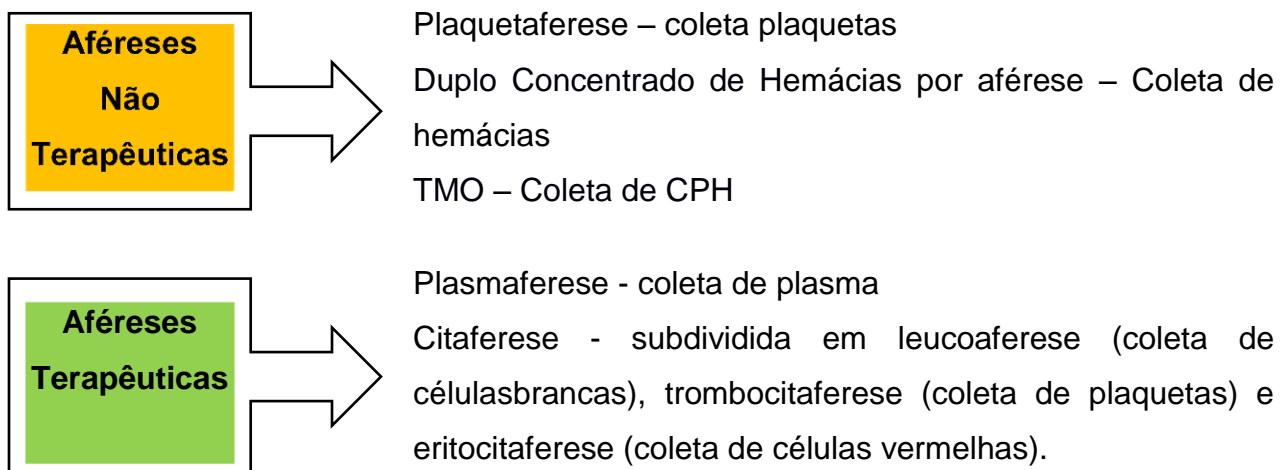 Aféreses
Não
Terapêuticas
Plaquetaferese – coleta plaquetas
Duplo Concentrado de Hemácias por aférese – Coleta de
hemácias
TMO – Coleta de CPH
Aféreses
Terapêuticas
Plasmaferese - coleta de plasma
Citaferese - subdividida em leucoaferese (coleta de
célulasbrancas), trombocitaferese (coleta de plaquetas) e
eritocitaferese (coleta de células vermelhas).